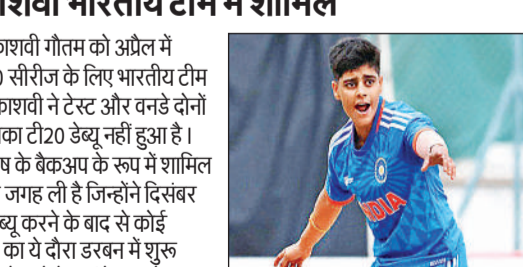 शवी भारतीय टीम में शामिल
काशवी गौतम को अप्रैल में
सीरीज के लिए भारतीय टीम
काशवी ने टेस्ट और वनडे दोनों
का टी20 डेब्यू नहीं हुआ है ।
के बैकअप के रूप में शामिल
जगह ली है जिन्होंने दिसंबर
करने के बाद से कोई
का ये दौरा डरबन में शुरू
INDIA